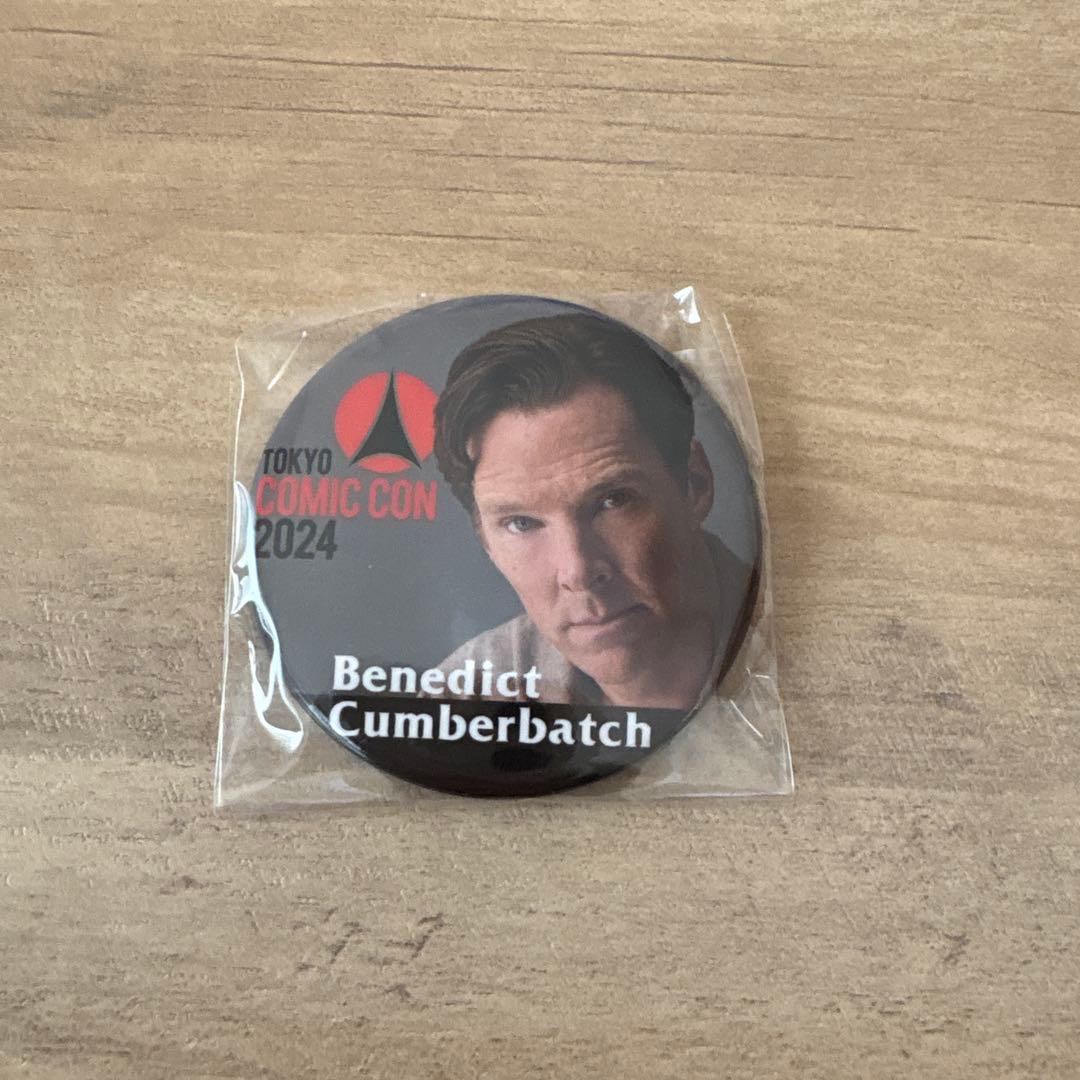 TOKYO
COMIC CON
2024
Benedict
Cumberbatch